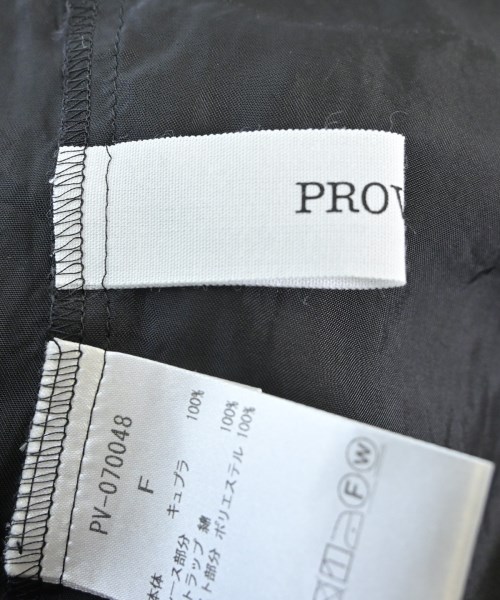 PROV
PV-070048
F
本体 キュプラ 100%
ース部分
トラップ 綿 100%
ト部分 ポリエステル 100%
F W